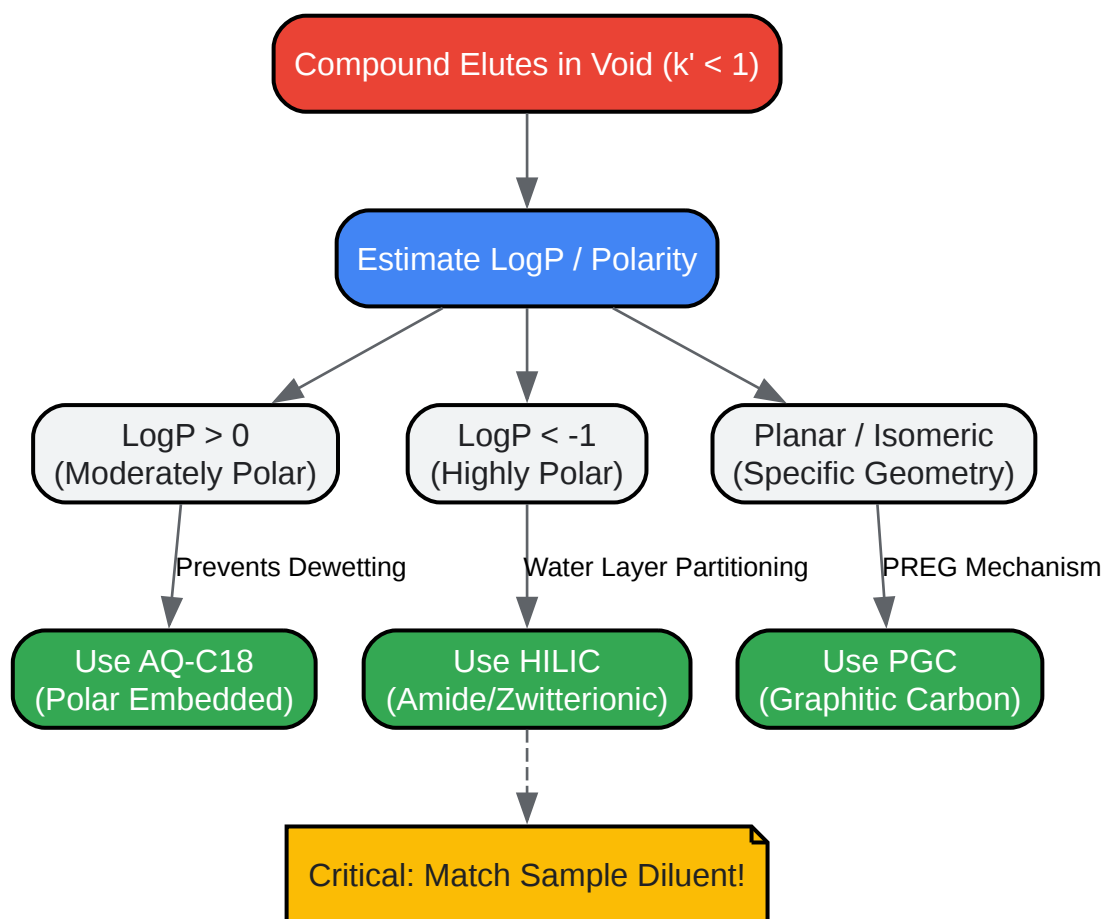 Compound Elutes in Void (k' < 1)
Estimate LogP / Polarity
LogP > 0
(Moderately Polar)
LogP < -1
(Highly Polar)
Planar / Isomeric
(Specific Geometry)
Prevents Dewetting
Water Layer Partitioning
PREG Mechanism
Use AQ-C18
(Polar Embedded)
Use HILIC
(Amide/Zwitterionic)
Use PGC
(Graphitic Carbon)
Critical: Match Sample Diluent!